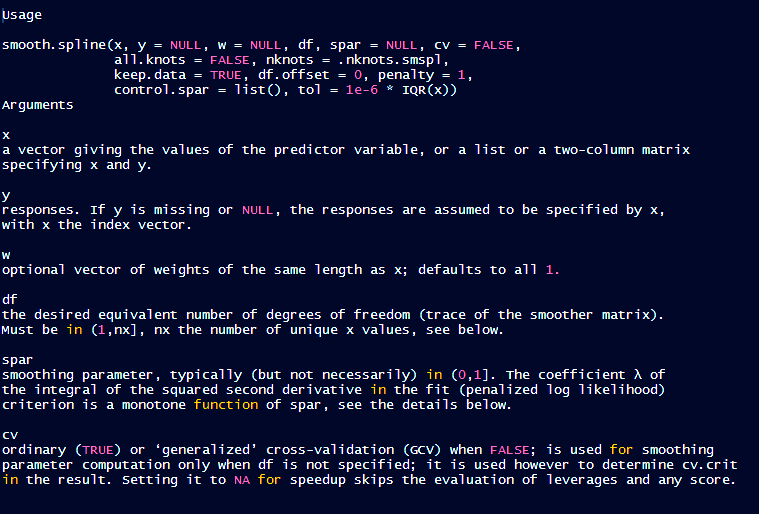 Usage
smooth.spline(x, y = NULL, w = NULL, df, spar = NULL, cv = FALSE,
all.knots = FALSE, nknots = .nknots.smspl,
keep.data = TRUE, df.offset = 0, penalty = 1,
control.spar = list(), tol = 1e-6 * IQR(x))
Arguments
x
a vector giving the values of the predictor variable, or a list or a two-column matrix
specifying x and y.
y
responses. If y is missing or NULL, the responses are assumed to be specified by x,
with x the index vector.
w
optional vector of weights of the same length as x; defaults to all 1.
df
the desired equivalent number of degrees of freedom (trace of the smoother matrix).
Must be in (1,nx], nx the number of unique x values, see below.
spar
smoothing parameter, typically (but not necessarily) in (0,1]. The coefficient λ of
the integral of the squared second derivative in the fit (penalized log likelihood)
criterion is a monotone function of spar, see the details below.
cv
ordinary (TRUE) or ‘generalized’ cross-validation (GCV) when FALSE; is used for smoothing
parameter computation only when df is not specified; it is used however to determine cv.crit
in the result. Setting it to NA for speedup skips the evaluation of leverages and any score.